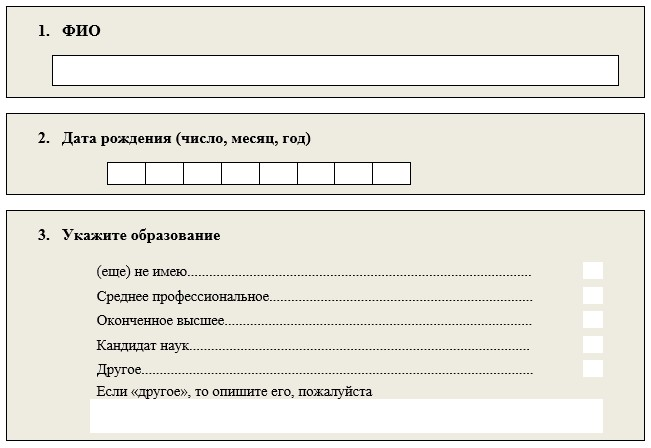 1. ФИО
2. Дата рождения (число, месяц, год)
3. Укажите образование
(еще) не имею............................................................................................
Среднее профессиональное......................................................................
Оконченное высшее..................................................................................
Кандидат наук...........................................................................................
Другое........................................................................................................
Если «другое», то опишите его, пожалуйста